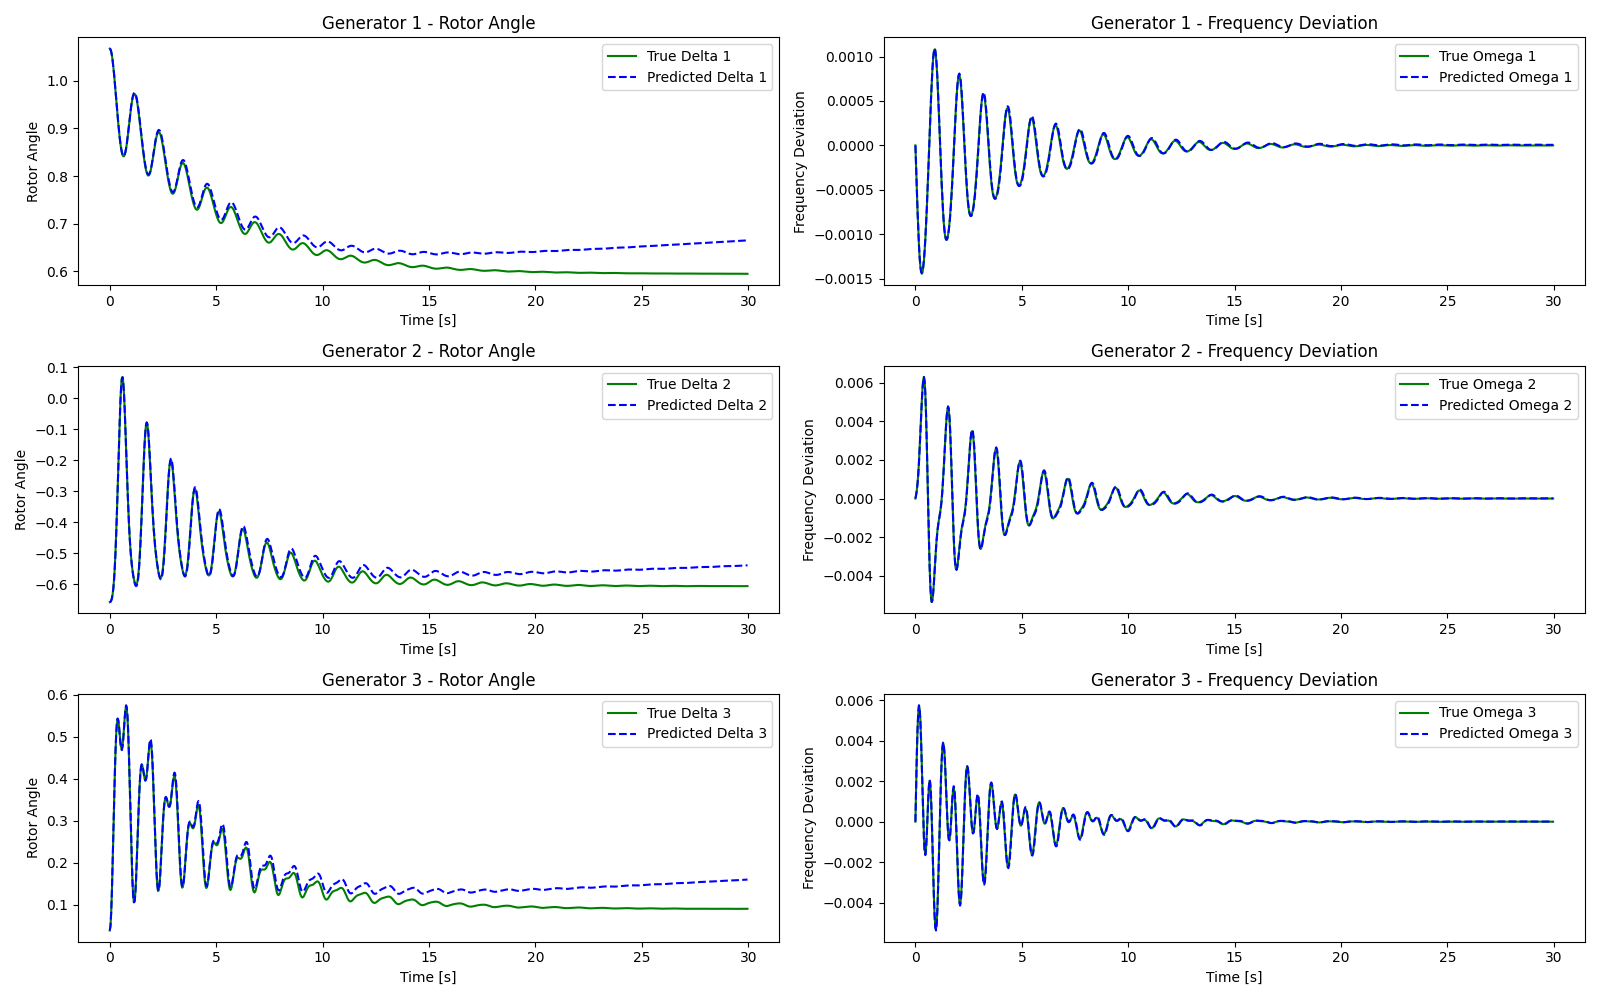 Generator 1 - Rotor Angle
Rotor Angle
1.0
0.9
0.8
0.7
0.6
True Delta 1
Predicted Delta 1
0 5 10 15 20 25 30
Time [s]
Generator 1 - Frequency Deviation
Frequency Deviation
0.0010
0.0005
0.0000
−0.0005
−0.0010
−0.0015
True Omega 1
Predicted Omega 1
0 5 10 15 20 25 30
Time [s]
Generator 2 - Rotor Angle
Rotor Angle
0.1
0.0
−0.1
−0.2
−0.3
−0.4
−0.5
−0.6
True Delta 2
Predicted Delta 2
0 5 10 15 20 25 30
Time [s]
Generator 2 - Frequency Deviation
Frequency Deviation
0.006
0.004
0.002
0.000
−0.002
−0.004
True Omega 2
Predicted Omega 2
0 5 10 15 20 25 30
Time [s]
Generator 3 - Rotor Angle
Rotor Angle
0.6
0.5
0.4
0.3
0.2
0.1
True Delta 3
Predicted Delta 3
0 5 10 15 20 25 30
Time [s]
Generator 3 - Frequency Deviation
Frequency Deviation
0.006
0.004
0.002
0.000
−0.002
−0.004
True Omega 3
Predicted Omega 3
0 5 10 15 20 25 30
Time [s]